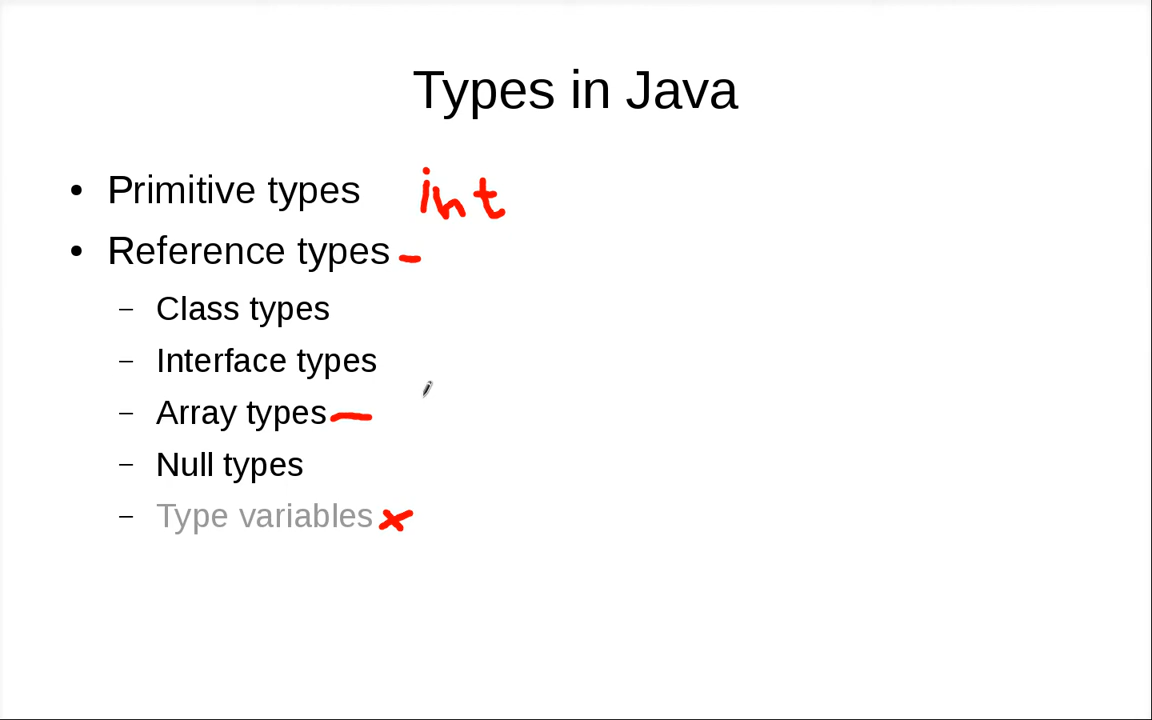 Types in Java
• Primitive types int
• Reference types
– Class types
– Interface types
– Array types
– Null types
– Type variables